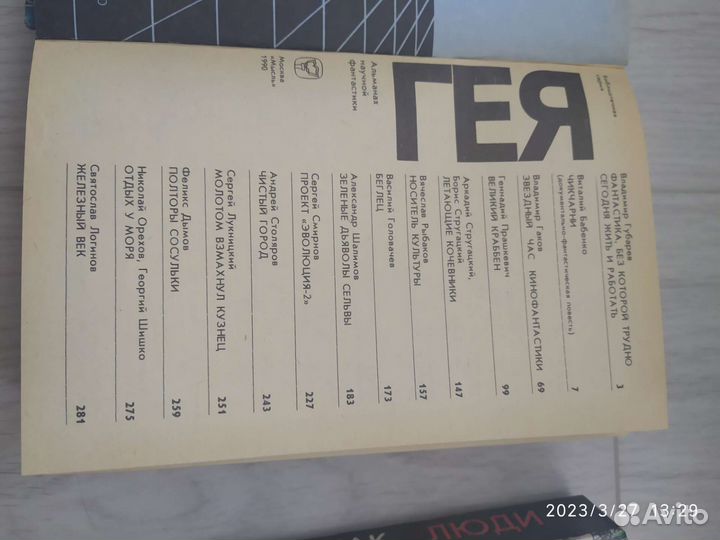 Библиотечная
серия
ГЕЯ
Альманах
научной
фантастики
Москва
«Мысль»
1990
Владимир Губарев
ФАНТАСТИКА, БЕЗ КОТОРОЙ ТРУДНО
СЕГОДНЯ ЖИТЬ И РАБОТАТЬ
3
Виталий Бабенко
ЧИКЧАРНИ
(документально-фантастическая повесть)
7
Владимир Гаков
ЗВЕЗДНЫЙ ЧАС КИНОФАНТАСТИКИ
69
Геннадий Прашкевич
ВЕЛИКИЙ КРАББЕН
99
Аркадий Стругацкий,
Борис Стругацкий
ЛЕТАЮЩИЕ КОЧЕВНИКИ
147
Вячеслав Рыбаков
НОСИТЕЛЬ КУЛЬТУРЫ
157
Василий Головачев
БЕГЛЕЦ
173
Александр Шалимов
ЗЕЛЕНЫЕ ДЬЯВОЛЫ СЕЛЬВЫ
183
Сергей Смирнов
ПРОЕКТ «ЭВОЛЮЦИЯ-2»
227
Андрей Столяров
ЧИСТЫЙ ГОРОД
243
Сергей Лукницкий
МОЛОТОМ ВЗМАХНУЛ КУЗНЕЦ
251
Феликс Дымов
ПОЛТОРЫ СОСУЛЬКИ
259
Николай Орехов, Георгий Шишко
ОТДЫХ У МОРЯ
275
Святослав Логинов
ЖЕЛЕЗНЫЙ ВЕК
281
ЛЮДИ
2023/3/27 13:29
Avito